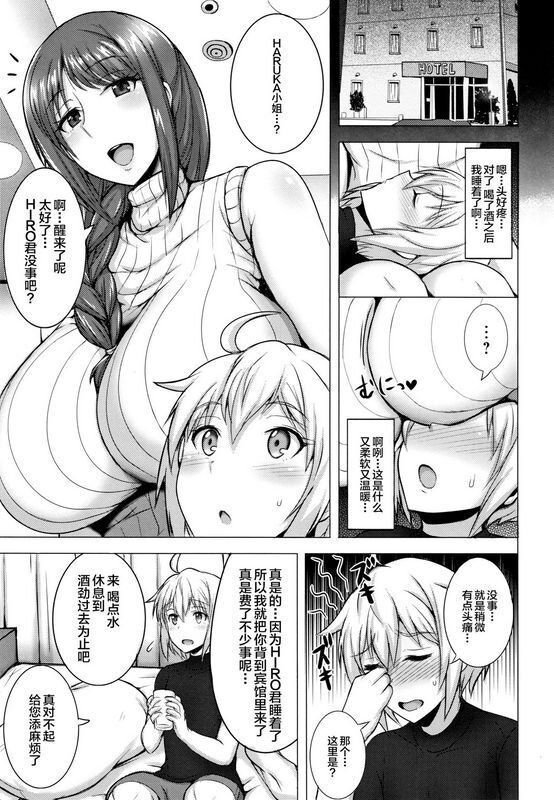 HOTEL
嗯…头好疼…
对了 喝了酒之后
我睡着了啊…
…?
むにっ♥
啊咧…这是什么
又柔软又温暖…
HARUKA小姐
…?
啊…醒来了呢
太好了…
HIRO君没事吧?
没事…
就是稍微
有点头痛
那个…
这里是?
ズキ
ズキ
真是的…因为HIRO君睡着了
所以我就把你背到宾馆里来了
真是费了不少事呢…
来 喝点水
休息到
酒劲过去为止吧
真对不起
给您添麻烦了